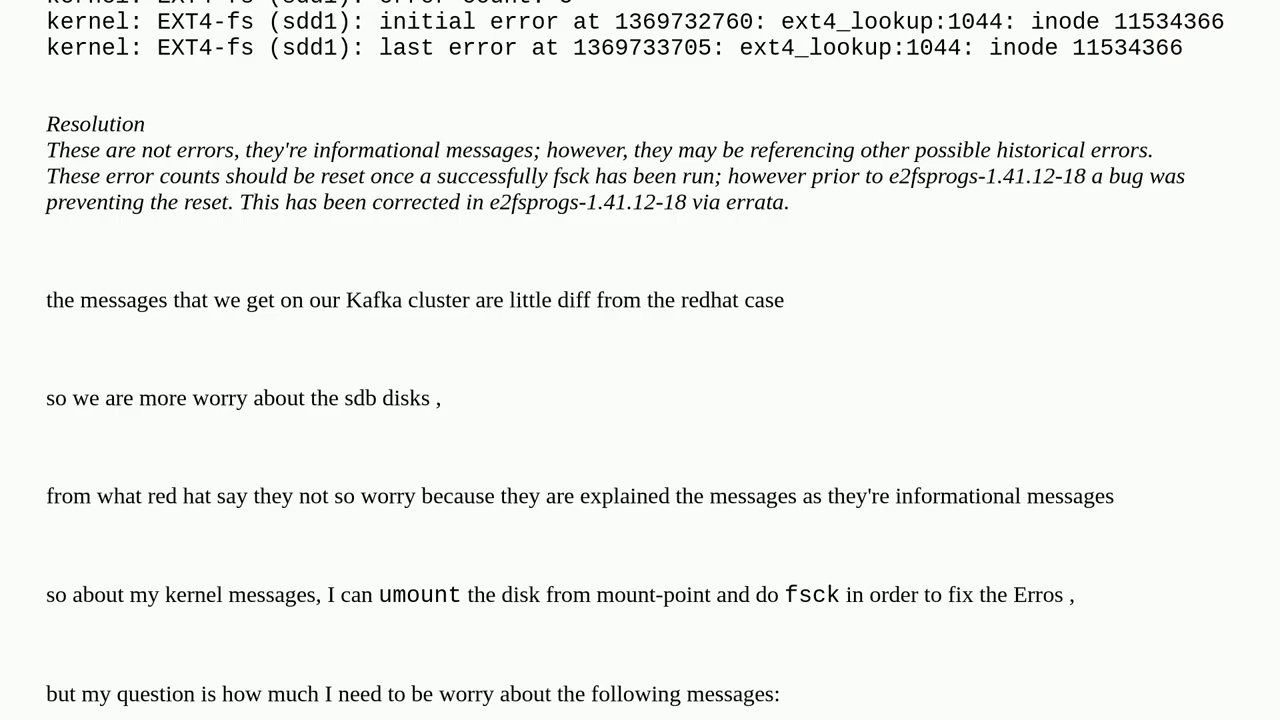 kernel: EXT4-fs (sdd1): error count: 3
kernel: EXT4-fs (sdd1): initial error at 1369732760: ext4_lookup:1044: inode 11534366
kernel: EXT4-fs (sdd1): last error at 1369733705: ext4_lookup:1044: inode 11534366
Resolution
These are not errors, they're informational messages; however, they may be referencing other possible historical errors.
These error counts should be reset once a successfully fsck has been run; however prior to e2fsprogs-1.41.12-18 a bug was
preventing the reset. This has been corrected in e2fsprogs-1.41.12-18 via errata.
the messages that we get on our Kafka cluster are little diff from the redhat case
so we are more worry about the sdb disks ,
from what red hat say they not so worry because they are explained the messages as they're informational messages
so about my kernel messages, I can umount the disk from mount-point and do fsck in order to fix the Erros ,
but my question is how much I need to be worry about the following messages: